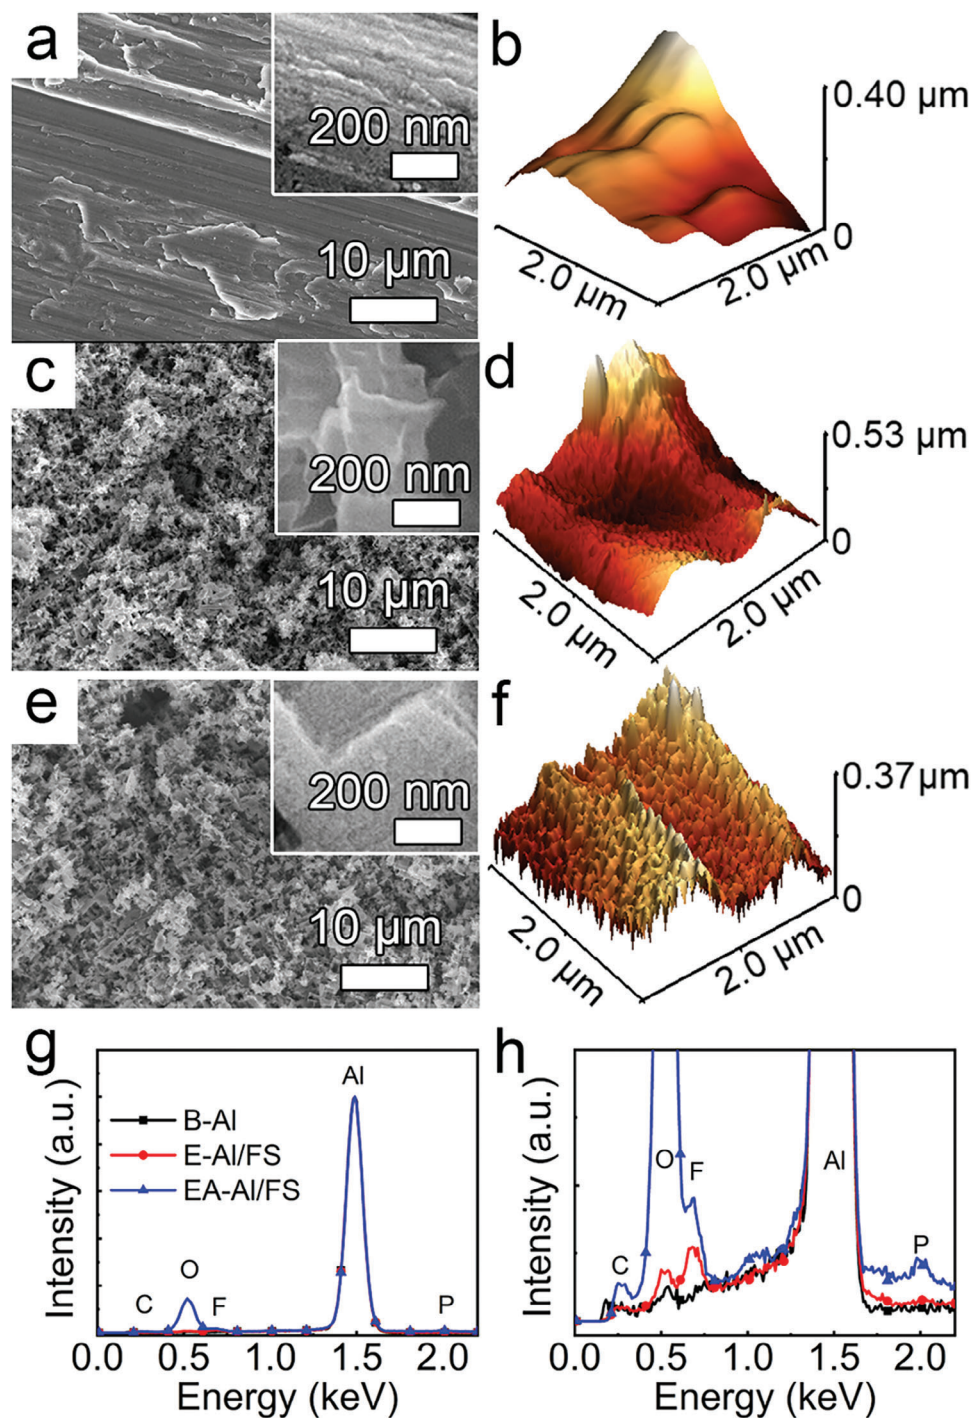 a
200 nm
10 μm
b
0.40 μm
0
2.0 μm
2.0 μm
c
200 nm
10 μm
d
0.53 μm
0
2.0 μm
2.0 μm
e
200 nm
10 μm
f
0.37 μm
0
2.0 μm
2.0 μm
g
Al
B-Al
E-Al/FS
EA-Al/FS
O
C
F
P
Intensity (a.u.)
0.0 0.5 1.0 1.5 2.0
Energy (keV)
h
O
F
Al
C
P
Intensity (a.u.)
0.0 0.5 1.0 1.5 2.0
Energy (keV)